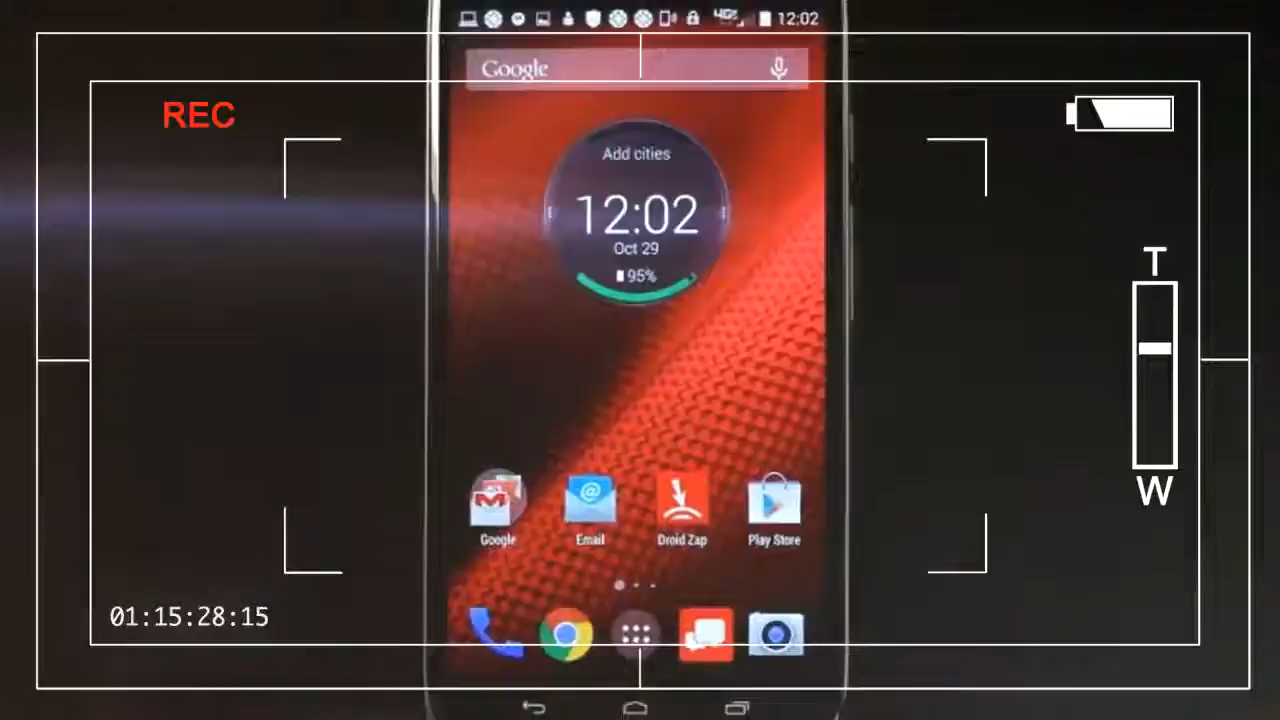 4G 12:02
Google
REC
Add cities
T
12:02
Oct 29
95%
W
Google Email Droid Zap Play Store
01:15:28:15